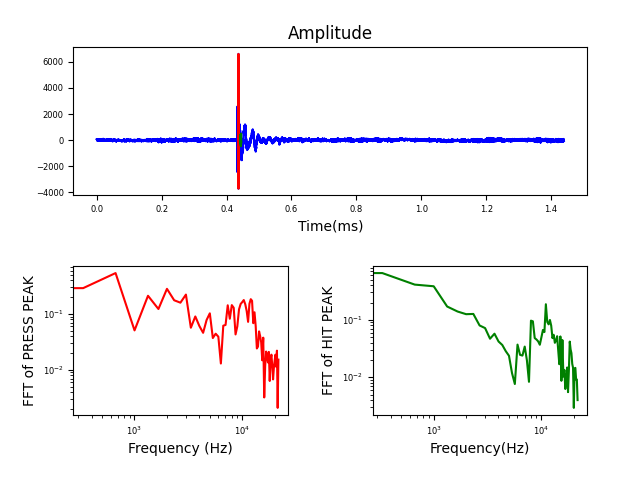 Amplitude
6000
4000
2000
0
−2000
−4000
0.0 0.2 0.4 0.6 0.8 1.0 1.2 1.4
Time(ms)
FFT of PRESS PEAK
10⁻¹
10⁻²
10³ 10⁴
Frequency (Hz)
FFT of HIT PEAK
10⁻¹
10⁻²
10³ 10⁴
Frequency(Hz)